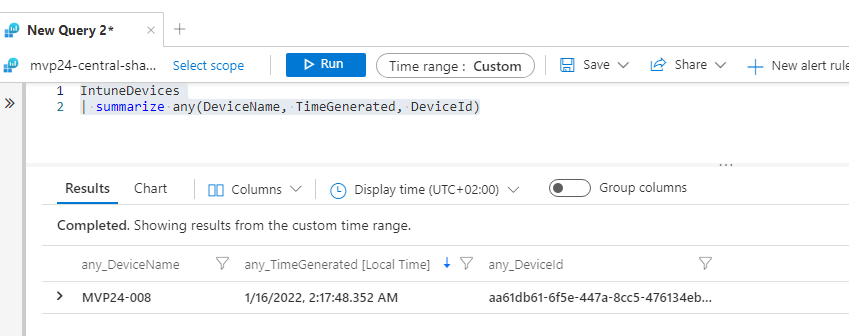 New Query 2*
mvp24-central-sha... Select scope Run Time range : Custom Save Share New alert rule
1 IntuneDevices
2 | summarize any(DeviceName, TimeGenerated, DeviceId)
Results Chart Columns Display time (UTC+02:00) Group columns
Completed. Showing results from the custom time range.
any_DeviceName any_TimeGenerated [Local Time] any_DeviceId
MVP24-008 1/16/2022, 2:17:48.352 AM aa61db61-6f5e-447a-8cc5-476134eb...